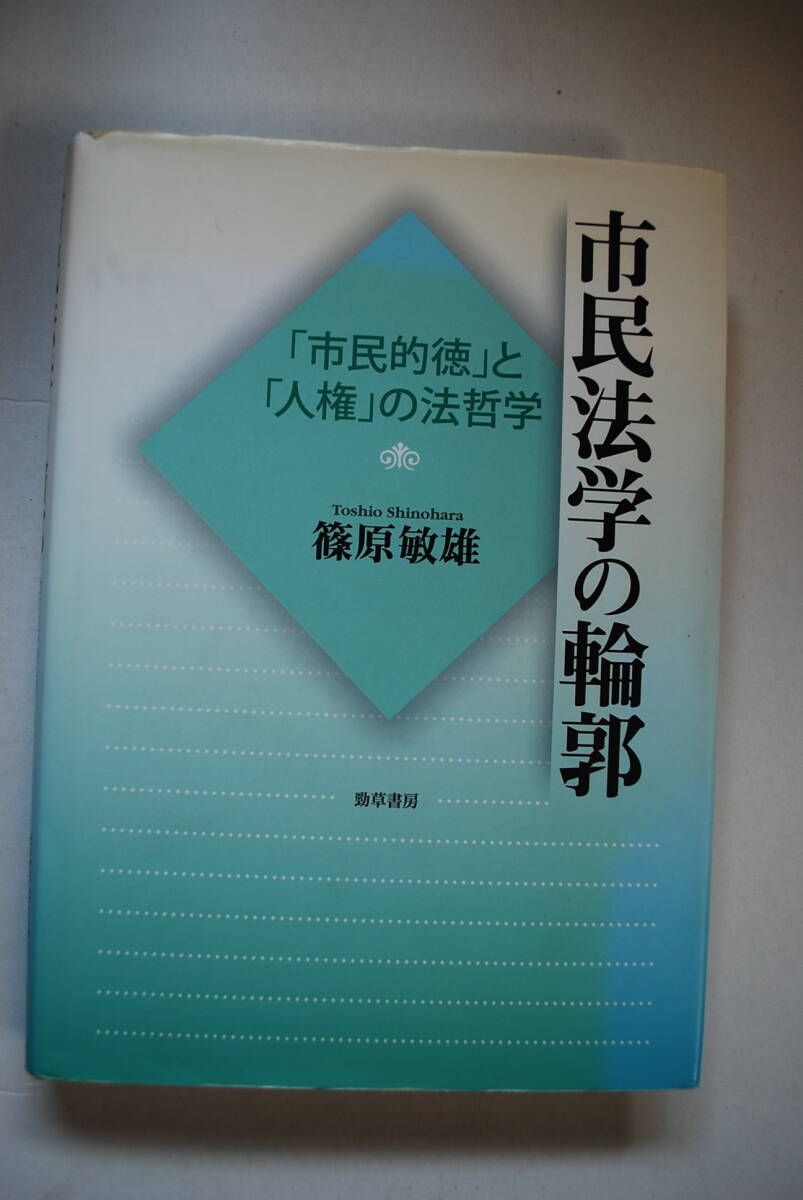 市民法学の輪郭
「市民的徳」と
「人権」の法哲学
Toshio Shinohara
篠原敏雄
勁草書房